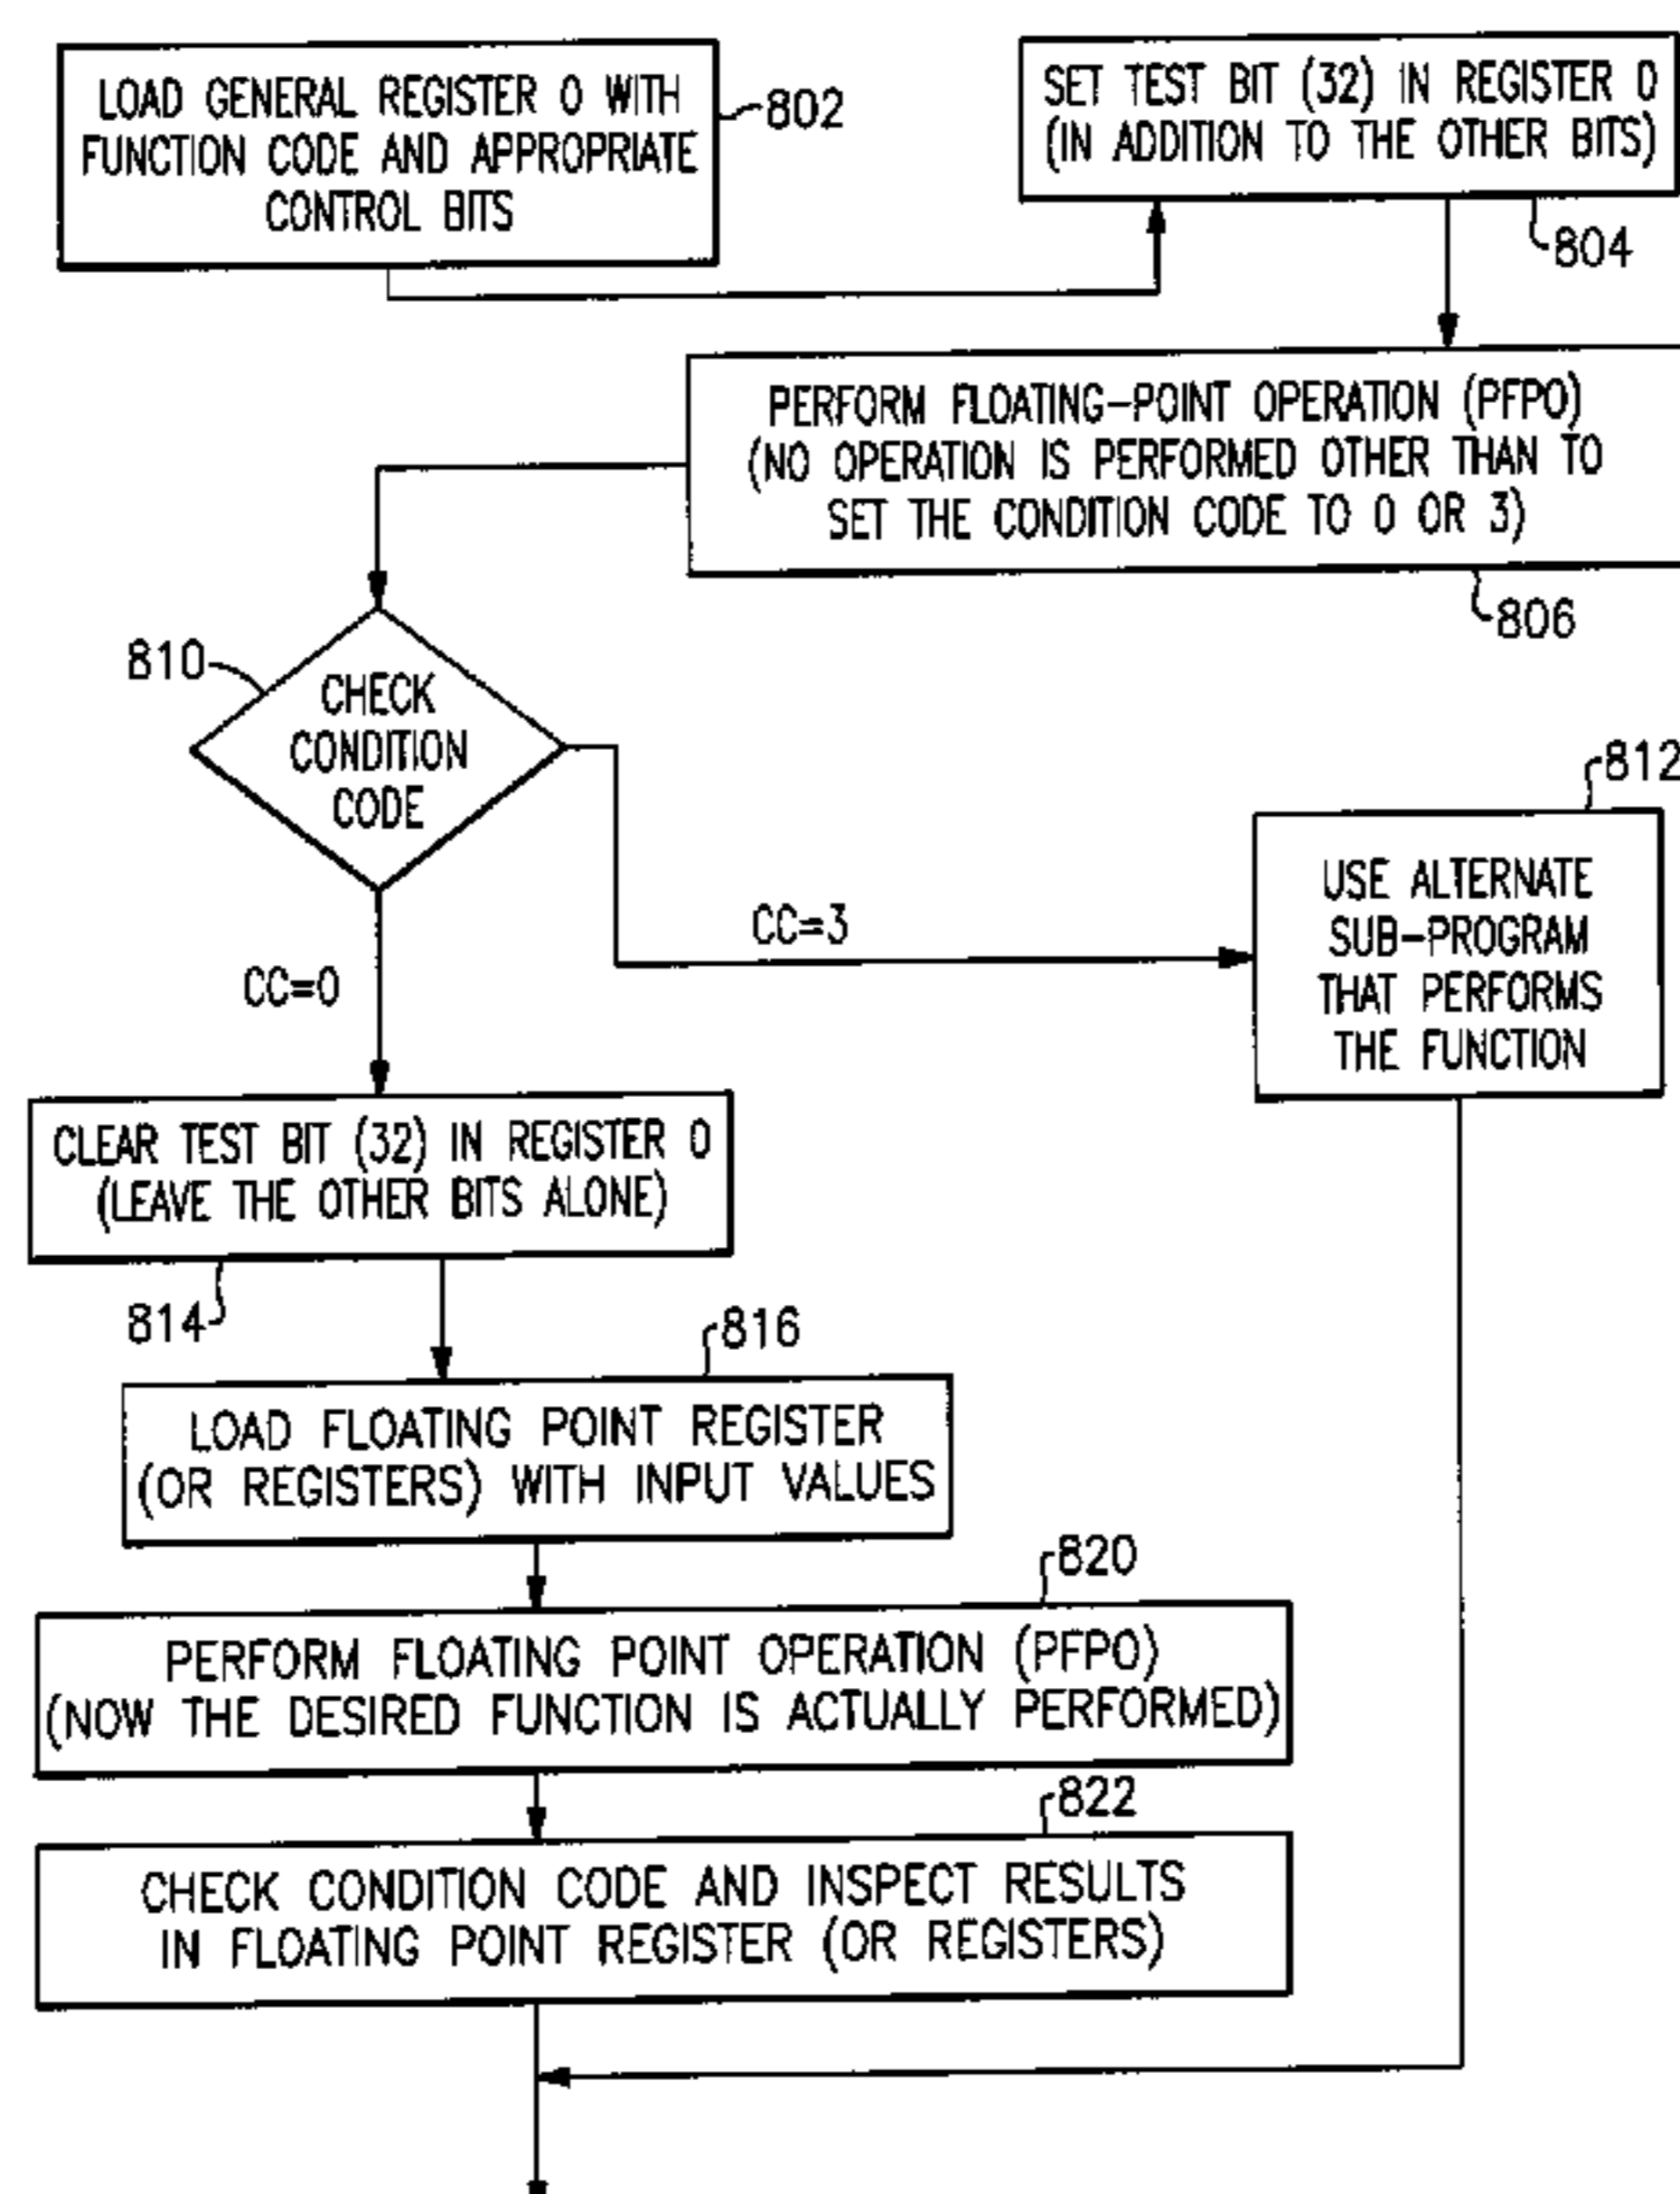 LOAD GENERAL REGISTER 0 WITH
FUNCTION CODE AND APPROPRIATE
CONTROL BITS
802
SET TEST BIT (32) IN REGISTER 0
(IN ADDITION TO THE OTHER BITS)
804
PERFORM FLOATING-POINT OPERATION (PFPO)
(NO OPERATION IS PERFORMED OTHER THAN TO
SET THE CONDITION CODE TO 0 OR 3)
806
810
CHECK
CONDITION
CODE
812
USE ALTERNATE
SUB-PROGRAM
THAT PERFORMS
THE FUNCTION
CC=3
CC=0
CLEAR TEST BIT (32) IN REGISTER 0
(LEAVE THE OTHER BITS ALONE)
814
816
LOAD FLOATING POINT REGISTER
(OR REGISTERS) WITH INPUT VALUES
820
PERFORM FLOATING POINT OPERATION (PFPO)
(NOW THE DESIRED FUNCTION IS ACTUALLY PERFORMED)
822
CHECK CONDITION CODE AND INSPECT RESULTS
IN FLOATING POINT REGISTER (OR REGISTERS)